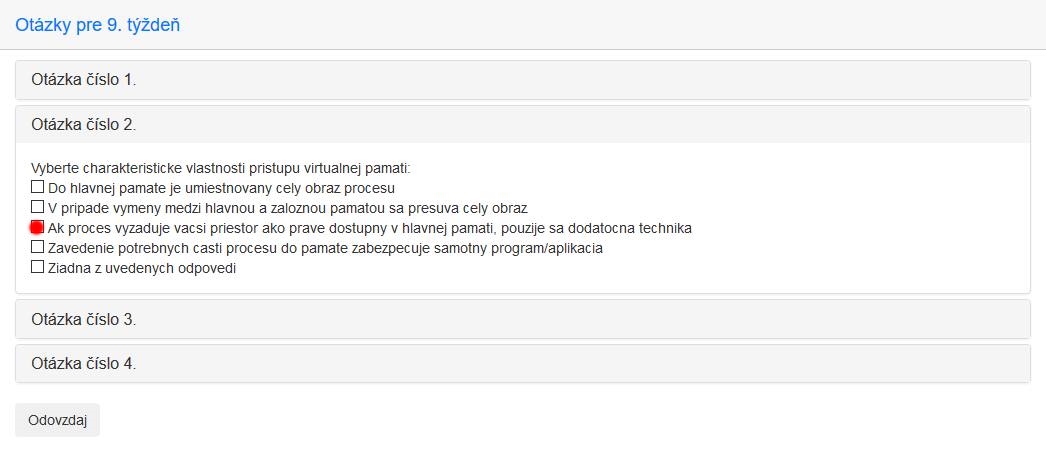 Otázky pre 9. týždeň
Otázka číslo 1.
Otázka číslo 2.
Vyberte charakteristicke vlastnosti pristupu virtualnej pamati:
Do hlavnej pamate je umiestnovany cely obraz procesu
V pripade vymeny medzi hlavnou a zaloznou pamatou sa presuva cely obraz
Ak proces vyzaduje vacsi priestor ako prave dostupny v hlavnej pamati, pouzije sa dodatocna technika
Zavedenie potrebnych casti procesu do pamate zabezpecuje samotny program/aplikacia
Ziadna z uvedenych odpovedi
Otázka číslo 3.
Otázka číslo 4.
Odovzdaj